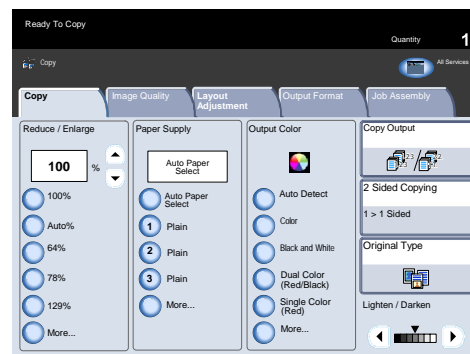 Ready To Copy
Quantity 1
Copy
All Services
Copy
Image Quality
Layout
Adjustment
Output Format
Job Assembly
Reduce / Enlarge
100 %
100%
Auto%
64%
78%
129%
More...
Paper Supply
Auto Paper
Select
Auto Paper
Select
1 Plain
2 Plain
3 Plain
More...
Output Color
Auto Detect
Color
Black and White
Dual Color
(Red/Black)
Single Color
(Red)
More...
Copy Output
2 Sided Copying
1 > 1 Sided
Original Type
Lighten / Darken